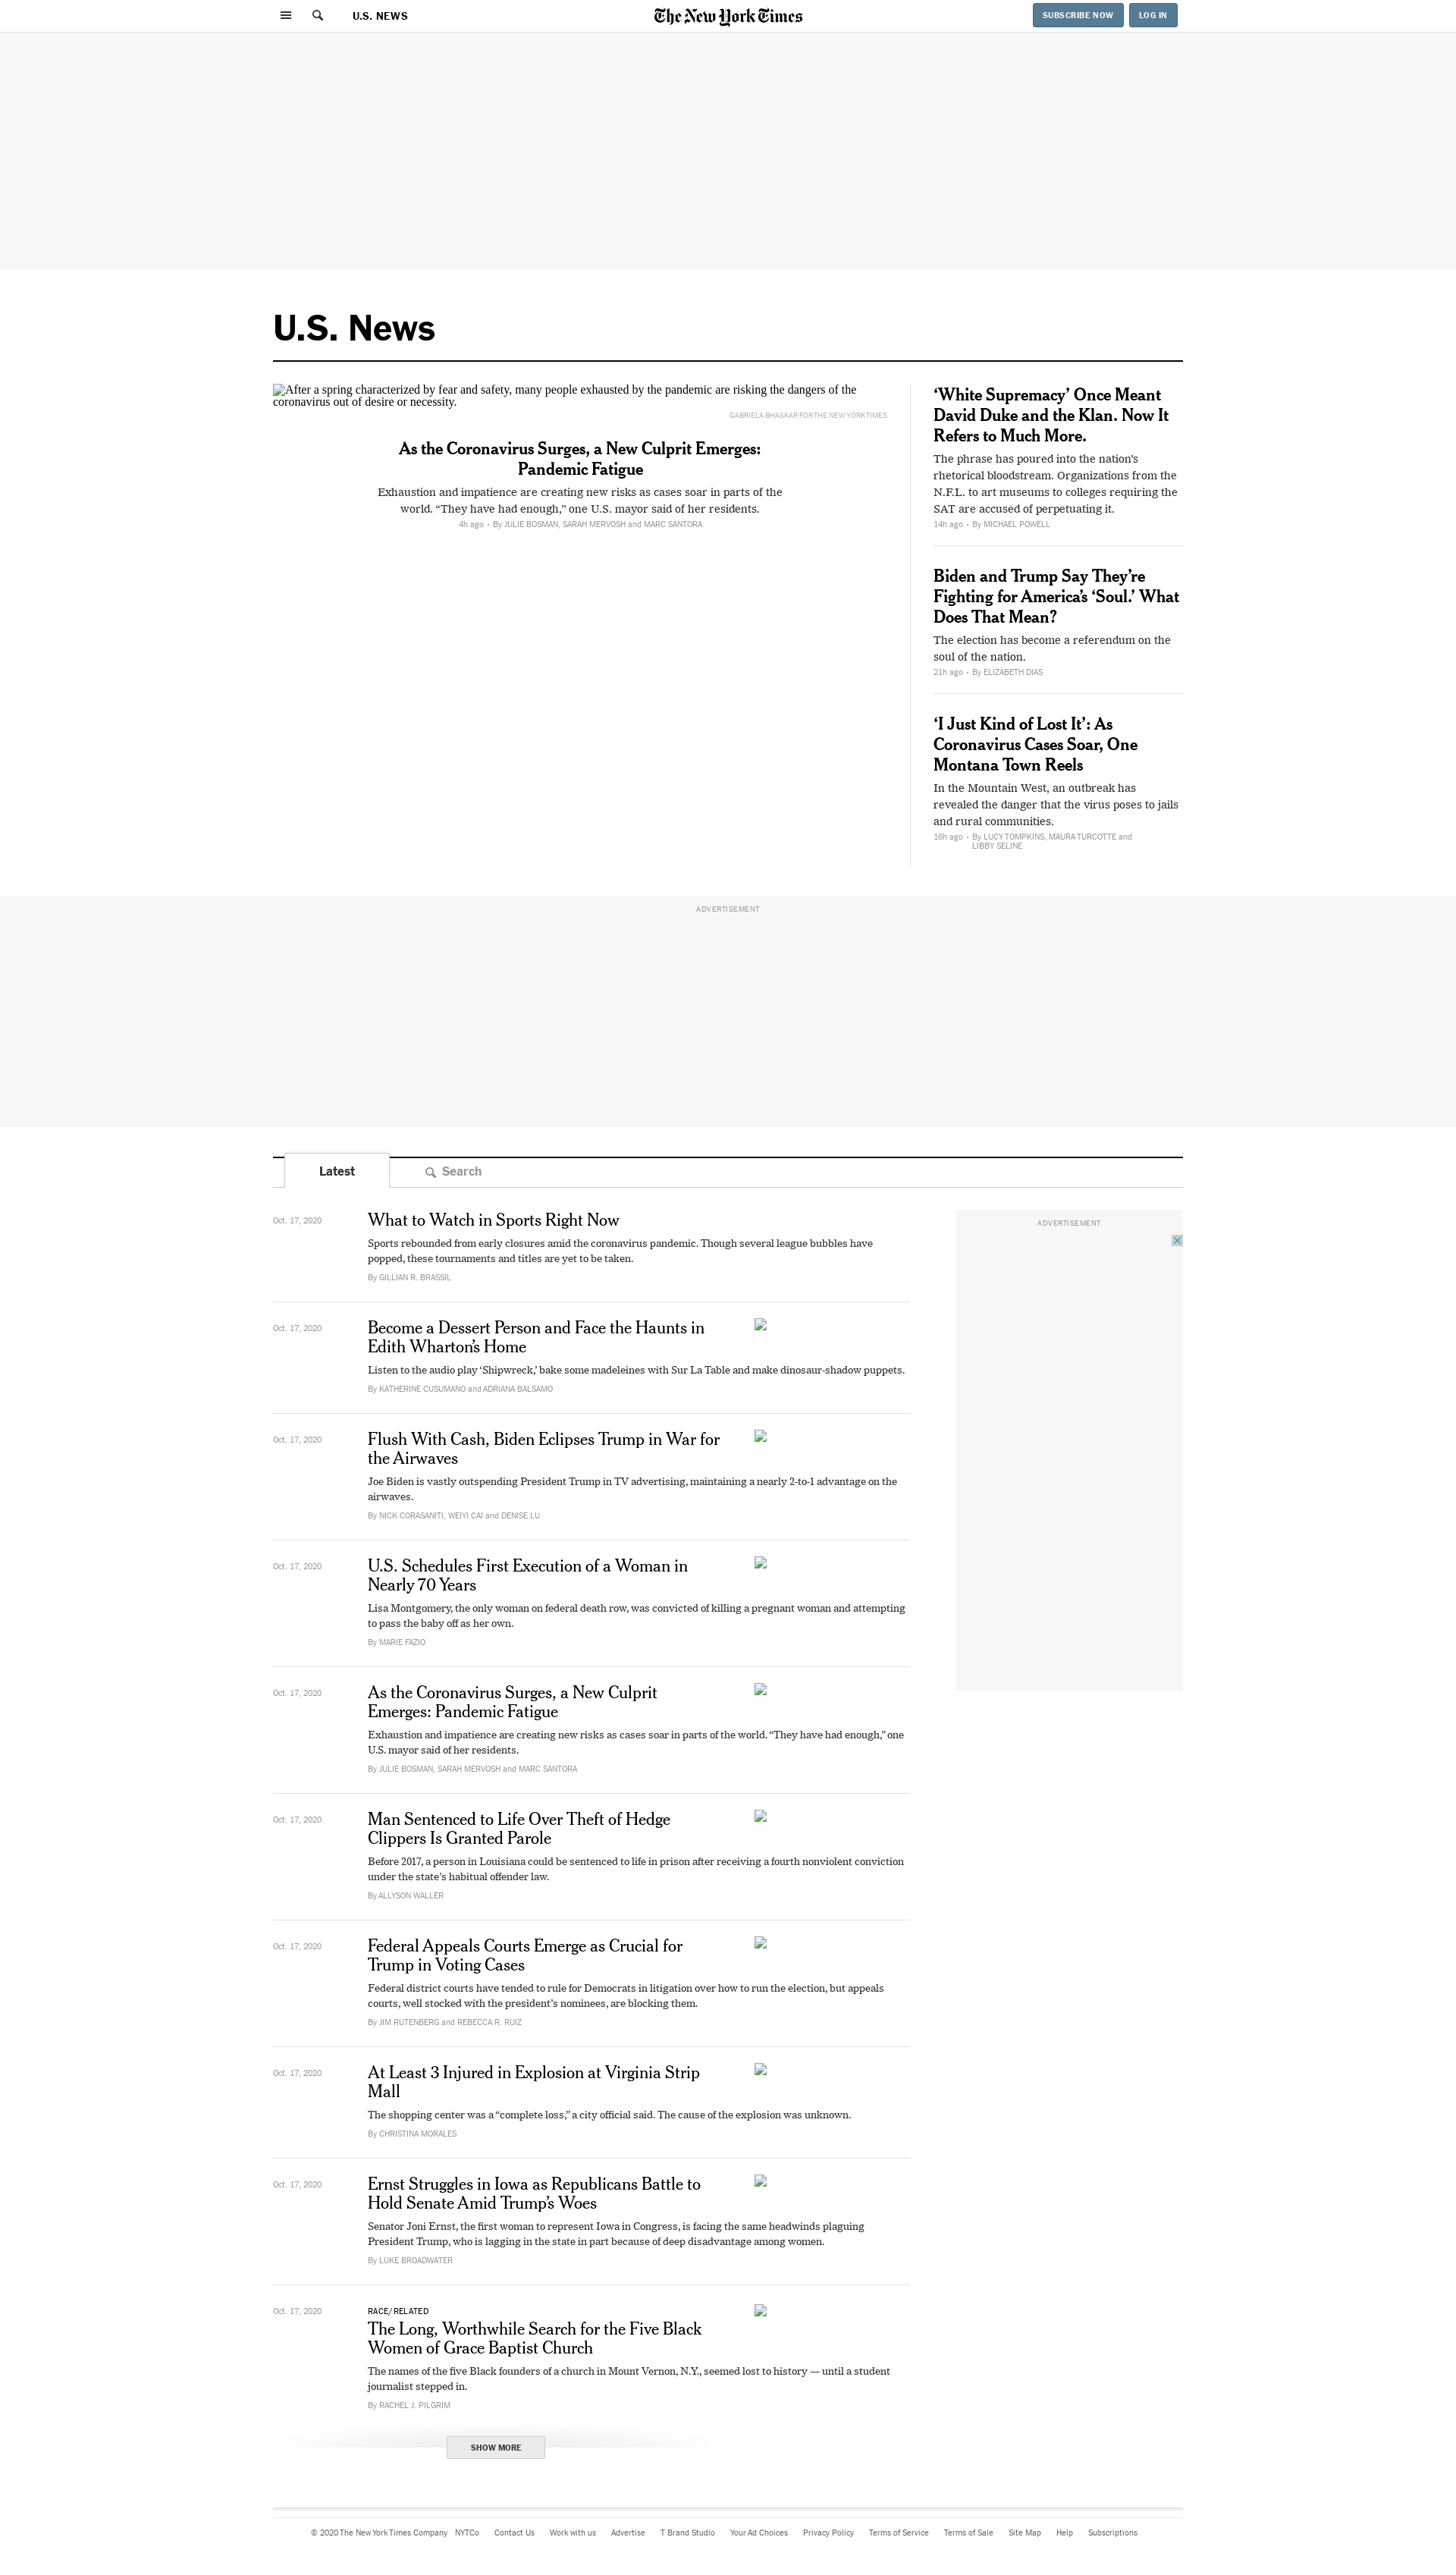 U.S. NEWS
The New York Times
SUBSCRIBE NOW
LOG IN
U.S. News
After a spring characterized by fear and safety, many people exhausted by the pandemic are risking the dangers of the
coronavirus out of desire or necessity.
GABRIELA BHASKAR FOR THE NEW YORK TIMES
As the Coronavirus Surges, a New Culprit Emerges:
Pandemic Fatigue
Exhaustion and impatience are creating new risks as cases soar in parts of the
world. “They have had enough,” one U.S. mayor said of her residents.
4h ago • By JULIE BOSMAN, SARAH MERVOSH and MARC SANTORA
‘White Supremacy’ Once Meant
David Duke and the Klan. Now It
Refers to Much More.
The phrase has poured into the nation’s
rhetorical bloodstream. Organizations from the
N.F.L. to art museums to colleges requiring the
SAT are accused of perpetuating it.
14h ago • By MICHAEL POWELL
Biden and Trump Say They’re
Fighting for America’s ‘Soul.’ What
Does That Mean?
The election has become a referendum on the
soul of the nation.
21h ago • By ELIZABETH DIAS
‘I Just Kind of Lost It’: As
Coronavirus Cases Soar, One
Montana Town Reels
In the Mountain West, an outbreak has
revealed the danger that the virus poses to jails
and rural communities.
16h ago • By LUCY TOMPKINS, MAURA TURCOTTE and
LIBBY SELINE
ADVERTISEMENT
Latest
Search
Oct. 17, 2020
What to Watch in Sports Right Now
Sports rebounded from early closures amid the coronavirus pandemic. Though several league bubbles have
popped, these tournaments and titles are yet to be taken.
By GILLIAN R. BRASSIL
ADVERTISEMENT
Oct. 17, 2020
Become a Dessert Person and Face the Haunts in
Edith Wharton’s Home
Listen to the audio play ‘Shipwreck,’ bake some madeleines with Sur La Table and make dinosaur-shadow puppets.
By KATHERINE CUSUMANO and ADRIANA BALSAMO
Oct. 17, 2020
Flush With Cash, Biden Eclipses Trump in War for
the Airwaves
Joe Biden is vastly outspending President Trump in TV advertising, maintaining a nearly 2-to-1 advantage on the
airwaves.
By NICK CORASANITI, WEIYI CAI and DENISE LU
Oct. 17, 2020
U.S. Schedules First Execution of a Woman in
Nearly 70 Years
Lisa Montgomery, the only woman on federal death row, was convicted of killing a pregnant woman and attempting
to pass the baby off as her own.
By MARIE FAZIO
Oct. 17, 2020
As the Coronavirus Surges, a New Culprit
Emerges: Pandemic Fatigue
Exhaustion and impatience are creating new risks as cases soar in parts of the world. “They have had enough,” one
U.S. mayor said of her residents.
By JULIE BOSMAN, SARAH MERVOSH and MARC SANTORA
Oct. 17, 2020
Man Sentenced to Life Over Theft of Hedge
Clippers Is Granted Parole
Before 2017, a person in Louisiana could be sentenced to life in prison after receiving a fourth nonviolent conviction
under the state’s habitual offender law.
By ALLYSON WALLER
Oct. 17, 2020
Federal Appeals Courts Emerge as Crucial for
Trump in Voting Cases
Federal district courts have tended to rule for Democrats in litigation over how to run the election, but appeals
courts, well stocked with the president’s nominees, are blocking them.
By JIM RUTENBERG and REBECCA R. RUIZ
Oct. 17, 2020
At Least 3 Injured in Explosion at Virginia Strip
Mall
The shopping center was a “complete loss,” a city official said. The cause of the explosion was unknown.
By CHRISTINA MORALES
Oct. 17, 2020
Ernst Struggles in Iowa as Republicans Battle to
Hold Senate Amid Trump’s Woes
Senator Joni Ernst, the first woman to represent Iowa in Congress, is facing the same headwinds plaguing
President Trump, who is lagging in the state in part because of deep disadvantage among women.
By LUKE BROADWATER
Oct. 17, 2020
RACE/RELATED
The Long, Worthwhile Search for the Five Black
Women of Grace Baptist Church
The names of the five Black founders of a church in Mount Vernon, N.Y., seemed lost to history — until a student
journalist stepped in.
By RACHEL J. PILGRIM
SHOW MORE
© 2020 The New York Times Company NYTCo Contact Us Work with us Advertise T Brand Studio Your Ad Choices Privacy Policy Terms of Service Terms of Sale Site Map Help Subscriptions